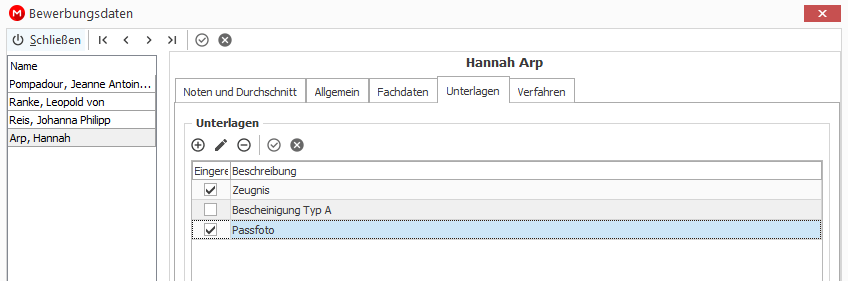 Bewerbungsdaten
Schließen
Hannah Arp
Name
Pompadour, Jeanne Antoin...
Ranke, Leopold von
Reis, Johanna Philipp
Arp, Hannah
Noten und Durchschnitt Allgemein Fachdaten Unterlagen Verfahren
Unterlagen
Eingere Beschreibung
Zeugnis
Bescheinigung Typ A
Passfoto